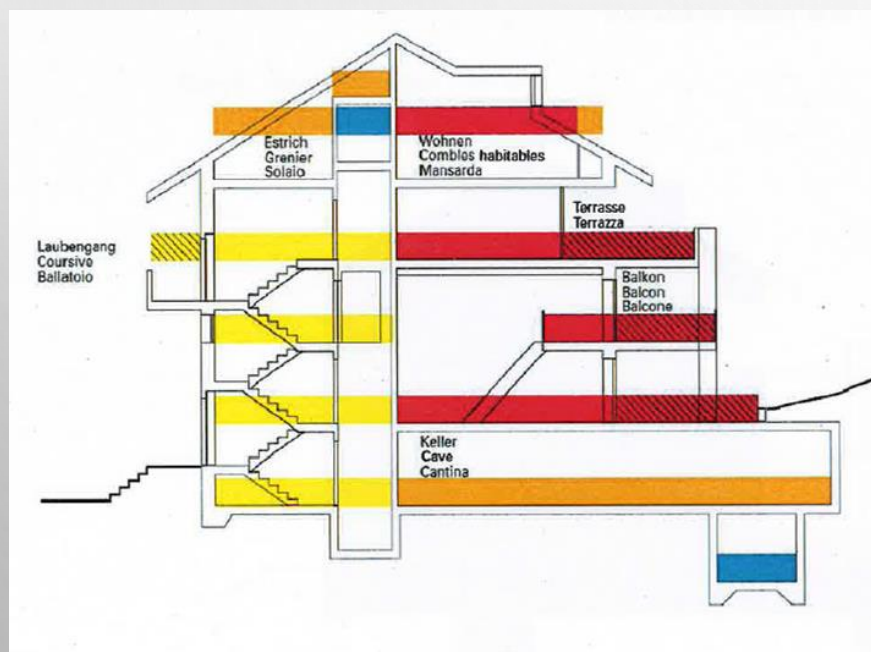 Estrich
Grenier
Solaio
Wohnen
Combles habitables
Mansarda
Terrasse
Terrazza
Laubengang
Coursive
Ballatoio
Balkon
Balcon
Balcone
Keller
Cave
Cantina